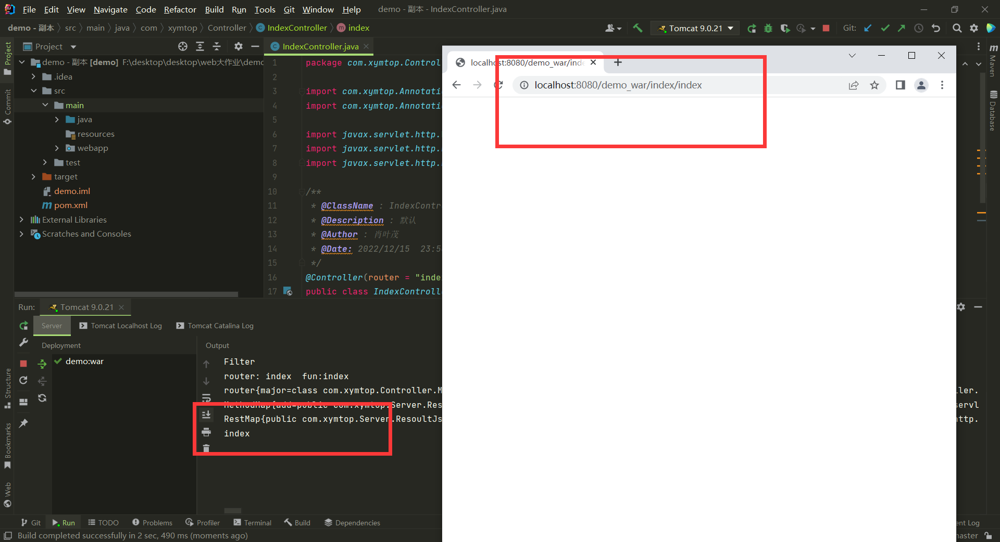 File Edit View Navigate Code Refactor Build Run Tools Git Window Help demo - 副本 - IndexController.java
demo - 副本 src main java com xymtop Controller IndexController index
Tomcat 9.0.21 Git:
Project
IndexController.java
Project
Commit
Structure
Bookmarks
Web
demo - 副本 [demo] F:\desktop\desktop\web大作业\demo
.idea
src
main
java
resources
webapp
test
target
demo.iml
pom.xml
External Libraries
Scratches and Consoles
1 package com.xymtop.Control
2
3 import com.xymtop.Annotati
4 import com.xymtop.Annotati
5
6 import javax.servlet.http.
7 import javax.servlet.http.
8 import javax.servlet.http.
9
10 /**
11 * @ClassName : IndexContr
12 * @Description : 默认
13 * @Author : 肖叶茂
14 * @Date: 2022/12/15 23:5
15 */
16 @Controller(router = "inde
17 public class IndexControll
localhost:8080/demo_war/inde
localhost:8080/demo_war/index/index
Maven
Database
Run: Tomcat 9.0.21
Server Tomcat Localhost Log Tomcat Catalina Log
Deployment Output
demo:war
Filter
router: index fun:index
router{major=class com.xymtop.Controller.M
ller.
MethodMap{add=public com.xymtop.Server.Res
servl
RestMap{public com.xymtop.Server.ResoultJs
ttp.
index
Git Run TODO Problems Profiler Terminal Build Dependencies
ent Log
Build completed successfully in 2 sec, 490 ms (moments ago)
master